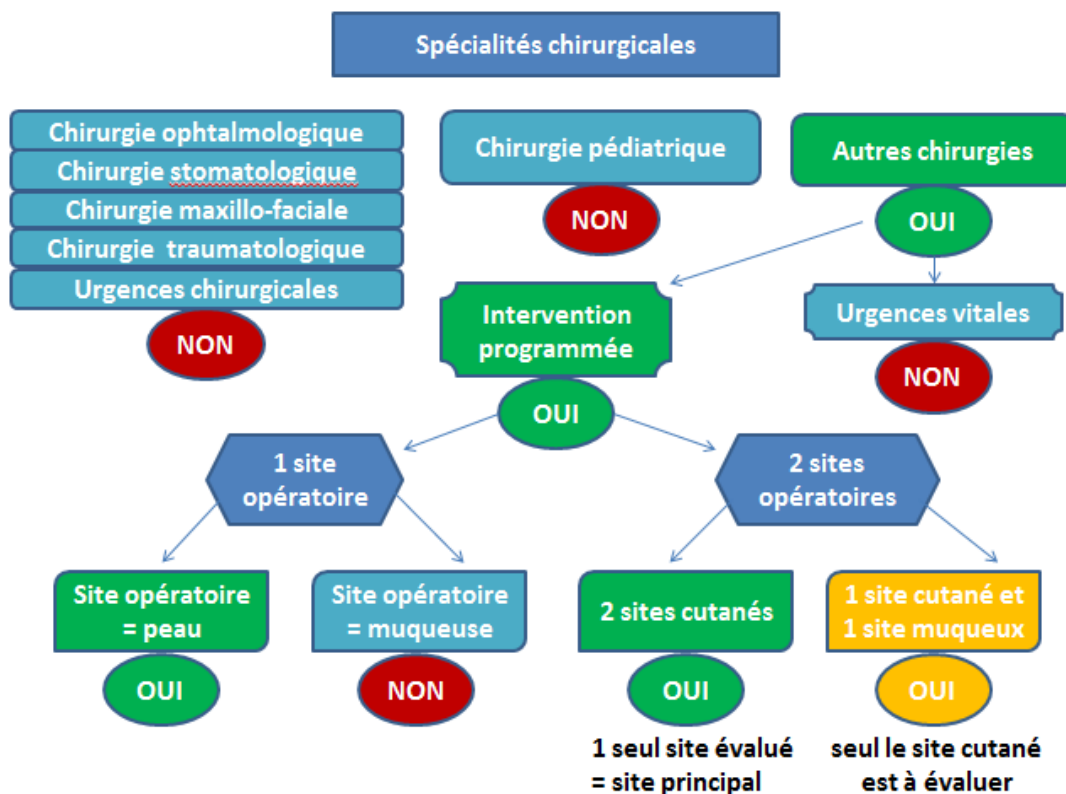 Spécialités chirurgicales
Chirurgie ophtalmologique
Chirurgie stomatologique
Chirurgie maxillo-faciale
Chirurgie traumatologique
Urgences chirurgicales
NON
Chirurgie pédiatrique
NON
Autres chirurgies
OUI
Intervention
programmée
OUI
Urgences vitales
NON
1 site
opératoire
2 sites
opératoires
Site opératoire
= peau
OUI
Site opératoire
= muqueuse
NON
2 sites cutanés
OUI
1 seul site évalué
= site principal
1 site cutané et
1 site muqueux
OUI
seul le site cutané
est à évaluer